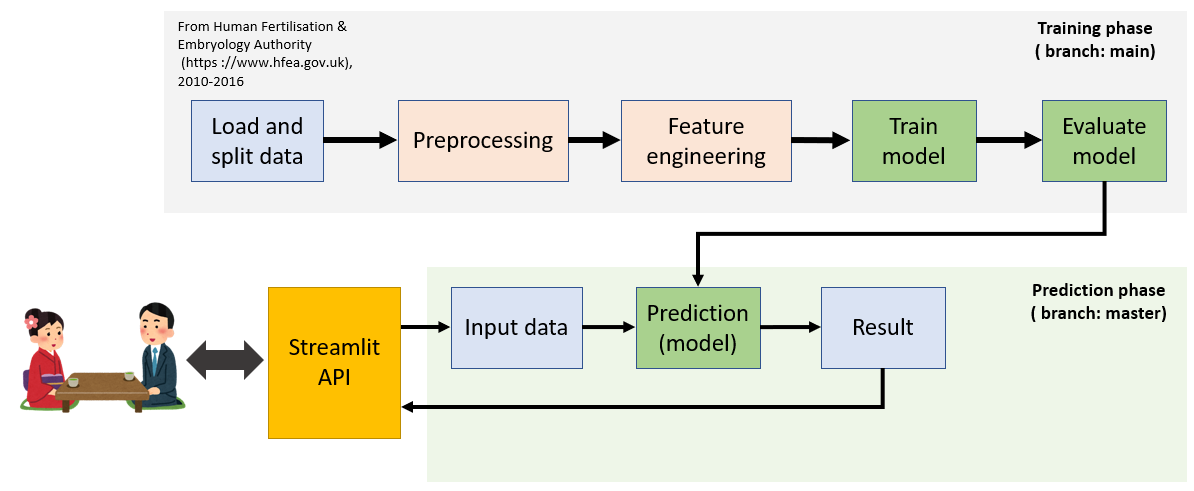 From Human Fertilisation &
Embryology Authority
(https ://www.hfea.gov.uk),
2010-2016
Training phase
( branch: main)
Load and
split data
Preprocessing
Feature
engineering
Train
model
Evaluate
model
Prediction phase
( branch: master)
Streamlit
API
Input data
Prediction
(model)
Result